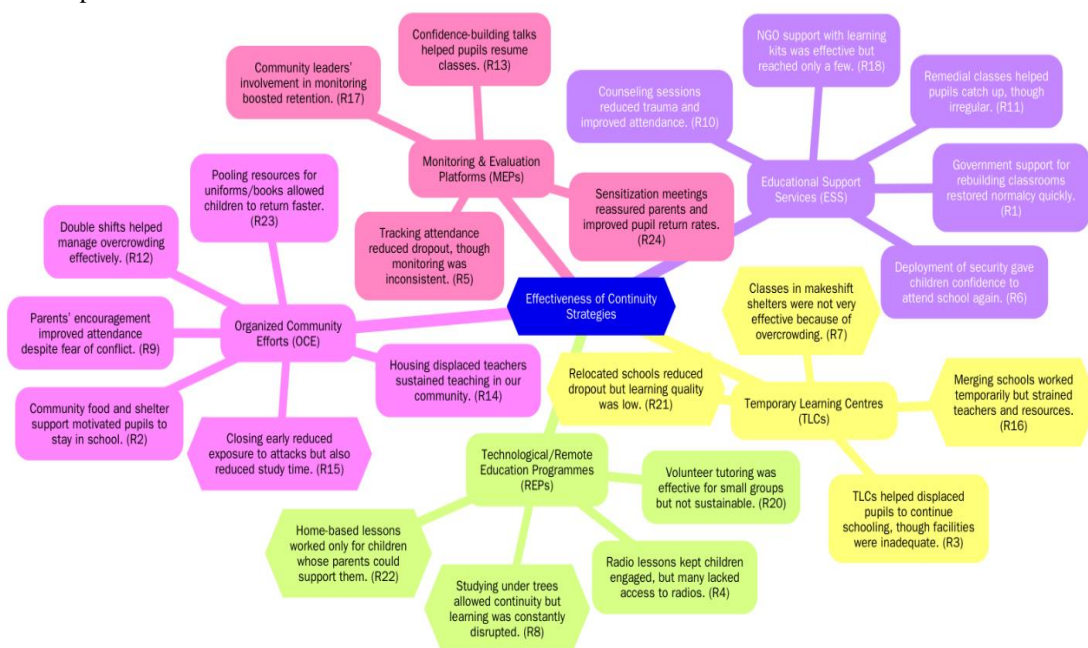 Confidence-building talks
helped pupils resume
classes. (R13)
Community leaders'
involvement in monitoring
boosted retention. (R17)
Monitoring & Evaluation
Platforms (MEPs)
Tracking attendance
reduced dropout, though
monitoring was
inconsistent. (R5)
Sensitization meetings
reassured parents and
improved pupil return rates.
(R24)
NGO support with learning
kits was effective but
reached only a few. (R18)
Counseling sessions
reduced trauma and
improved attendance. (R10)
Remedial classes helped
pupils catch up, though
irregular. (R11)
Educational Support
Services (ESS)
Government support for
rebuilding classrooms
restored normalcy quickly.
(R1)
Deployment of security gave
children confidence to
attend school again. (R6)
Effectiveness of Continuity
Strategies
Pooling resources for
uniforms/books allowed
children to return faster.
(R23)
Double shifts helped
manage overcrowding
effectively. (R12)
Parents' encouragement
improved attendance
despite fear of conflict.
(R9)
Organized Community
Efforts (OCE)
Community food and shelter
support motivated pupils to
stay in school. (R2)
Closing early reduced
exposure to attacks but also
reduced study time. (R15)
Housing displaced teachers
sustained teaching in our
community. (R14)
Classes in makeshift
shelters were not very
effective because of
overcrowding. (R7)
Relocated schools reduced
dropout but learning quality
was low. (R21)
Temporary Learning Centres
(TLCs)
Merging schools worked
temporarily but strained
teachers and resources.
(R16)
TLCs helped displaced
pupils to continue
schooling, though facilities
were inadequate. (R3)
Technological/Remote
Education Programmes
(REPs)
Volunteer tutoring was
effective for small groups
but not sustainable. (R20)
Home-based lessons
worked only for children
whose parents could
support them. (R22)
Studying under trees
allowed continuity but
learning was constantly
disrupted. (R8)
Radio lessons kept children
engaged, but many lacked
access to radios. (R4)